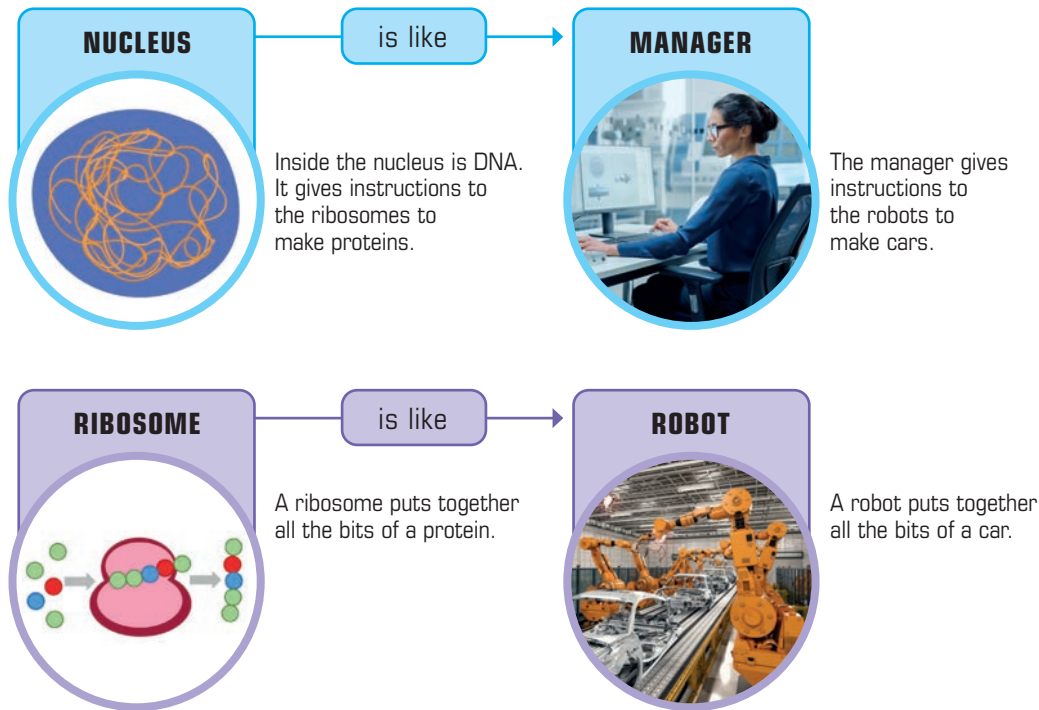 NUCLEUS
is like
MANAGER
Inside the nucleus is DNA.
It gives instructions to
the ribosomes to
make proteins.
The manager gives
instructions to
the robots to
make cars.
RIBOSOME
is like
ROBOT
A ribosome puts together
all the bits of a protein.
A robot puts together
all the bits of a car.